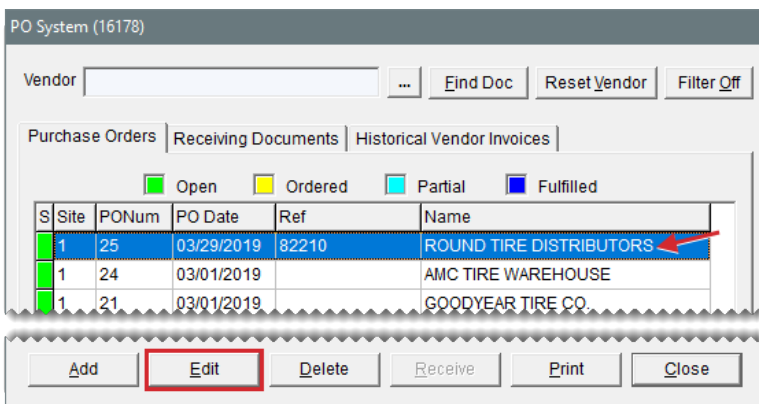 PO System (16178)
Vendor ... Find Doc Reset Vendor Filter Off
Purchase Orders Receiving Documents Historical Vendor Invoices
Open Ordered Partial Fulfilled
S Site PONum PO Date Ref Name
1 25 03/29/2019 82210 ROUND TIRE DISTRIBUTORS
1 24 03/01/2019 AMC TIRE WAREHOUSE
1 21 03/01/2019 GOODYEAR TIRE CO.
Add Edit Delete Receive Print Close